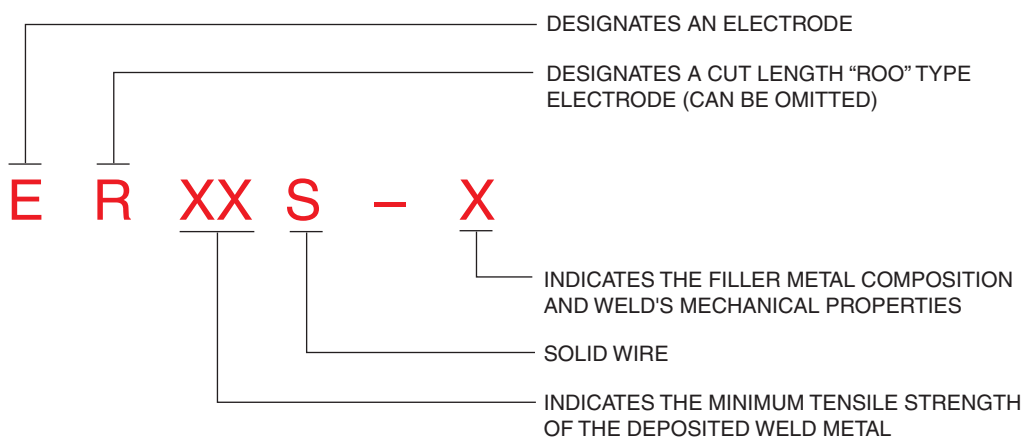 DESIGNATES AN ELECTRODE
DESIGNATES A CUT LENGTH “ROO” TYPE
ELECTRODE (CAN BE OMITTED)
E R XX S – X
INDICATES THE FILLER METAL COMPOSITION
AND WELD'S MECHANICAL PROPERTIES
SOLID WIRE
INDICATES THE MINIMUM TENSILE STRENGTH
OF THE DEPOSITED WELD METAL